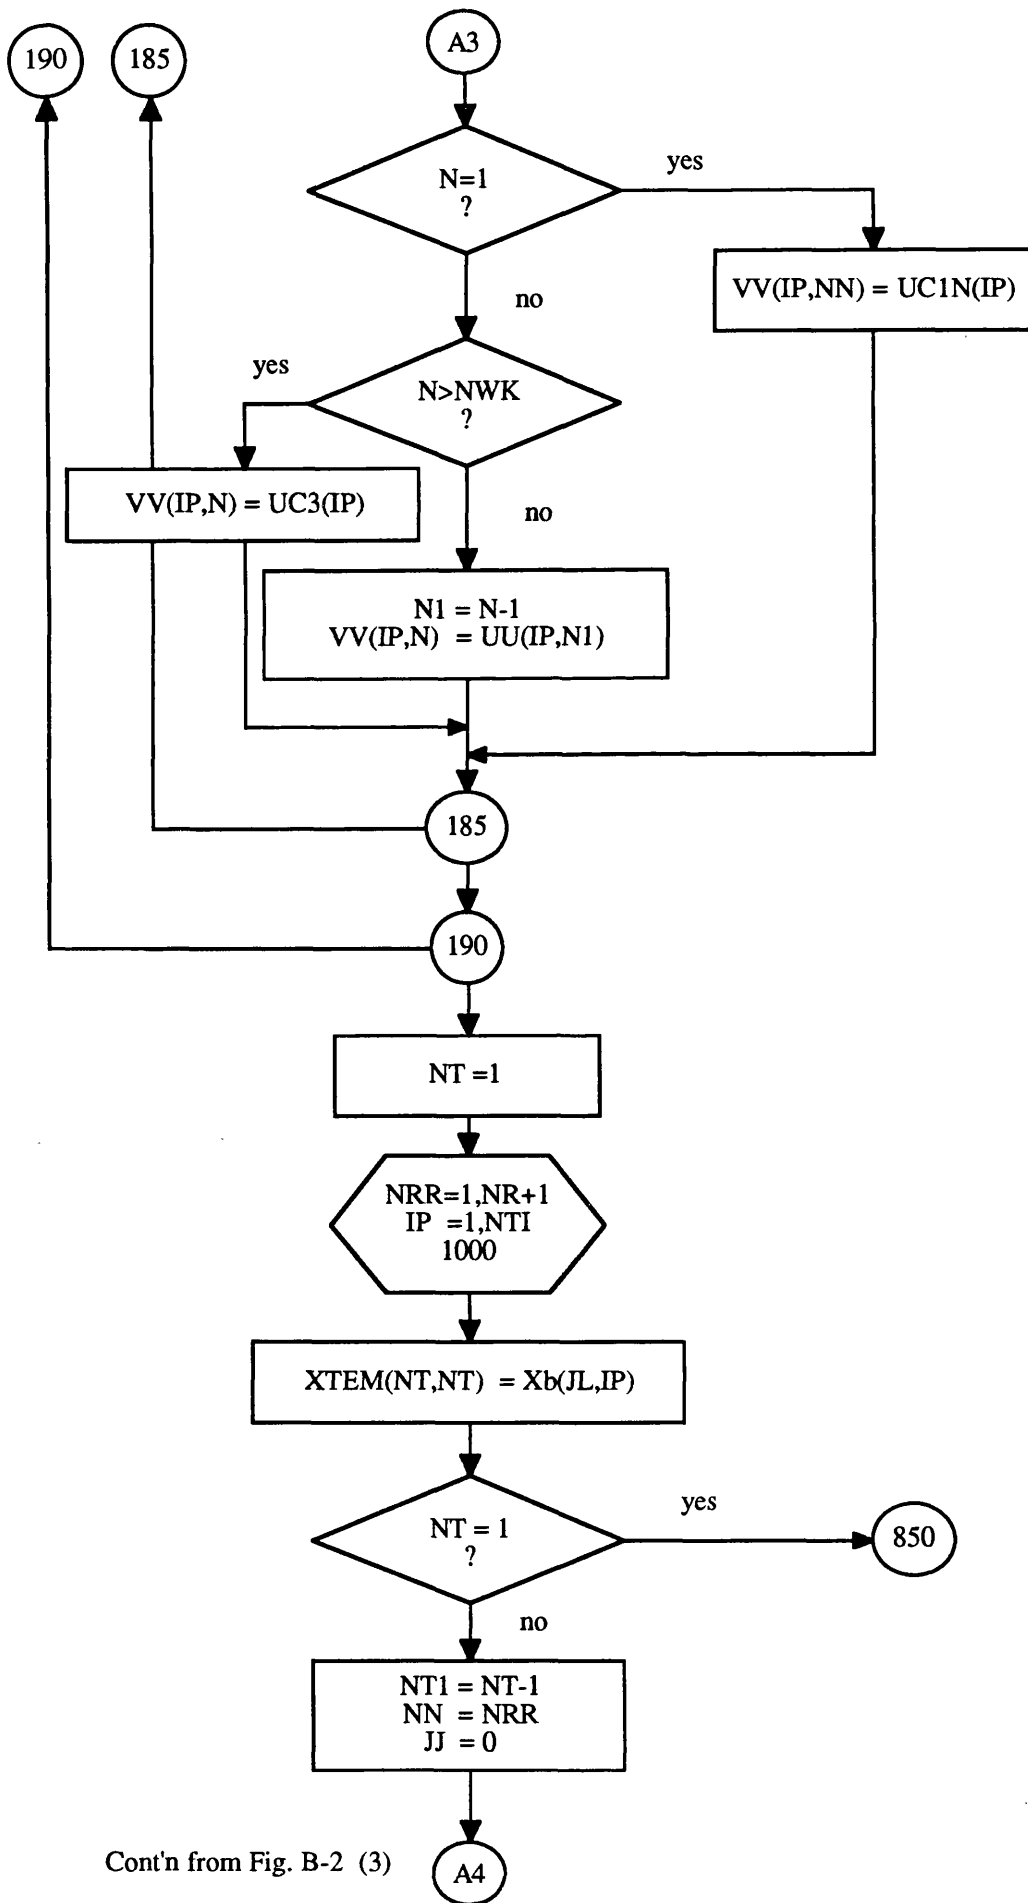 190
185
A3
N=1
?
yes
no
VV(IP,NN) = UC1N(IP)
yes
N>NWK
?
VV(IP,N) = UC3(IP)
no
N1 = N-1
VV(IP,N) = UU(IP,N1)
185
190
NT =1
NRR=1,NR+1
IP =1,NTI
1000
XTEM(NT,NT) = Xb(JL,IP)
NT = 1
?
yes
850
no
NT1 = NT-1
NN = NRR
JJ = 0
Cont'n from Fig. B-2 (3)
A4